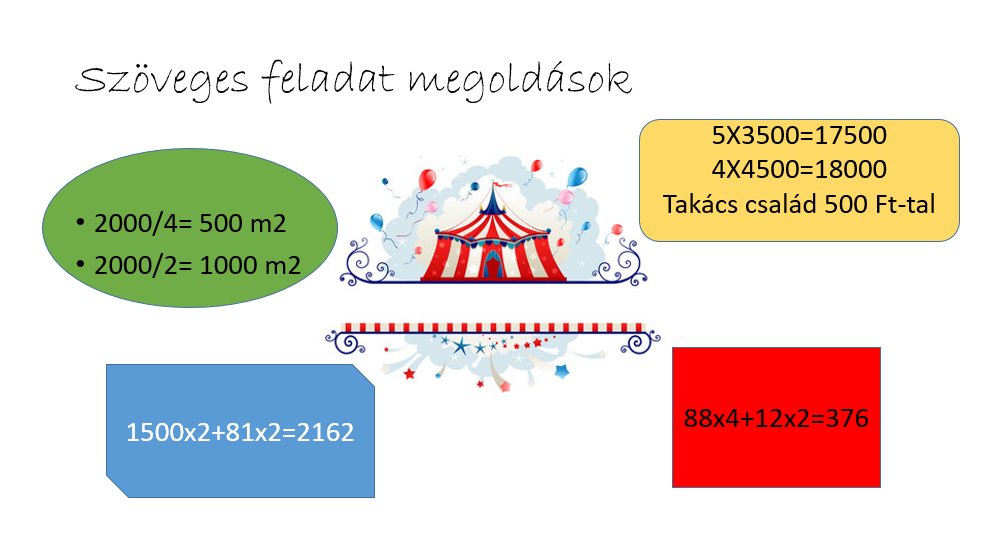 Szöveges feladat megoldások
• 2000/4= 500 m2
• 2000/2= 1000 m2
5X3500=17500
4X4500=18000
Takács család 500 Ft-tal
1500x2+81x2=2162
88x4+12x2=376